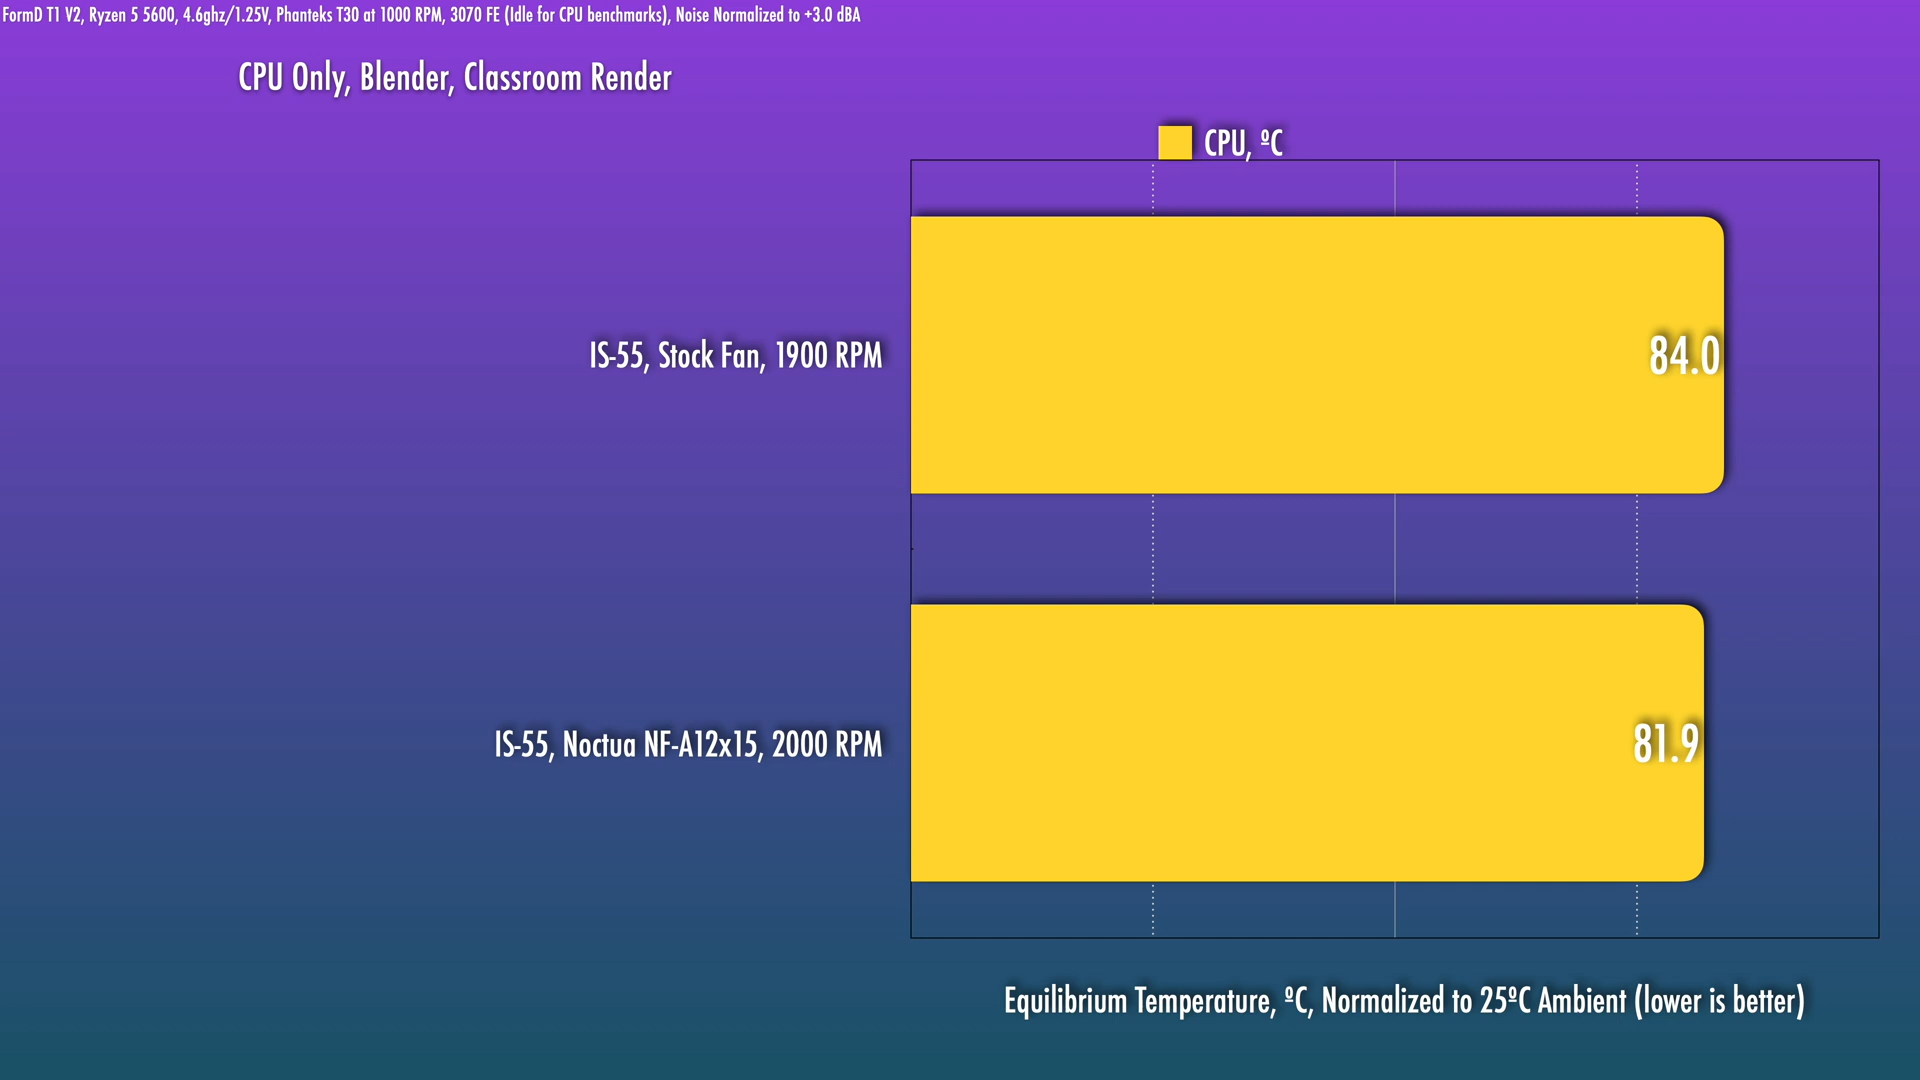 FormD T1 V2, Ryzen 5 5600, 4.6ghz/1.25V, Phanteks T30 at 1000 RPM, 3070 FE (Idle for CPU benchmarks), Noise Normalized to +3.0 dBA
CPU Only, Blender, Classroom Render
CPU, ºC
IS-55, Stock Fan, 1900 RPM
84.0
IS-55, Noctua NF-A12x15, 2000 RPM
81.9
Equilibrium Temperature, ºC, Normalized to 25ºC Ambient (lower is better)